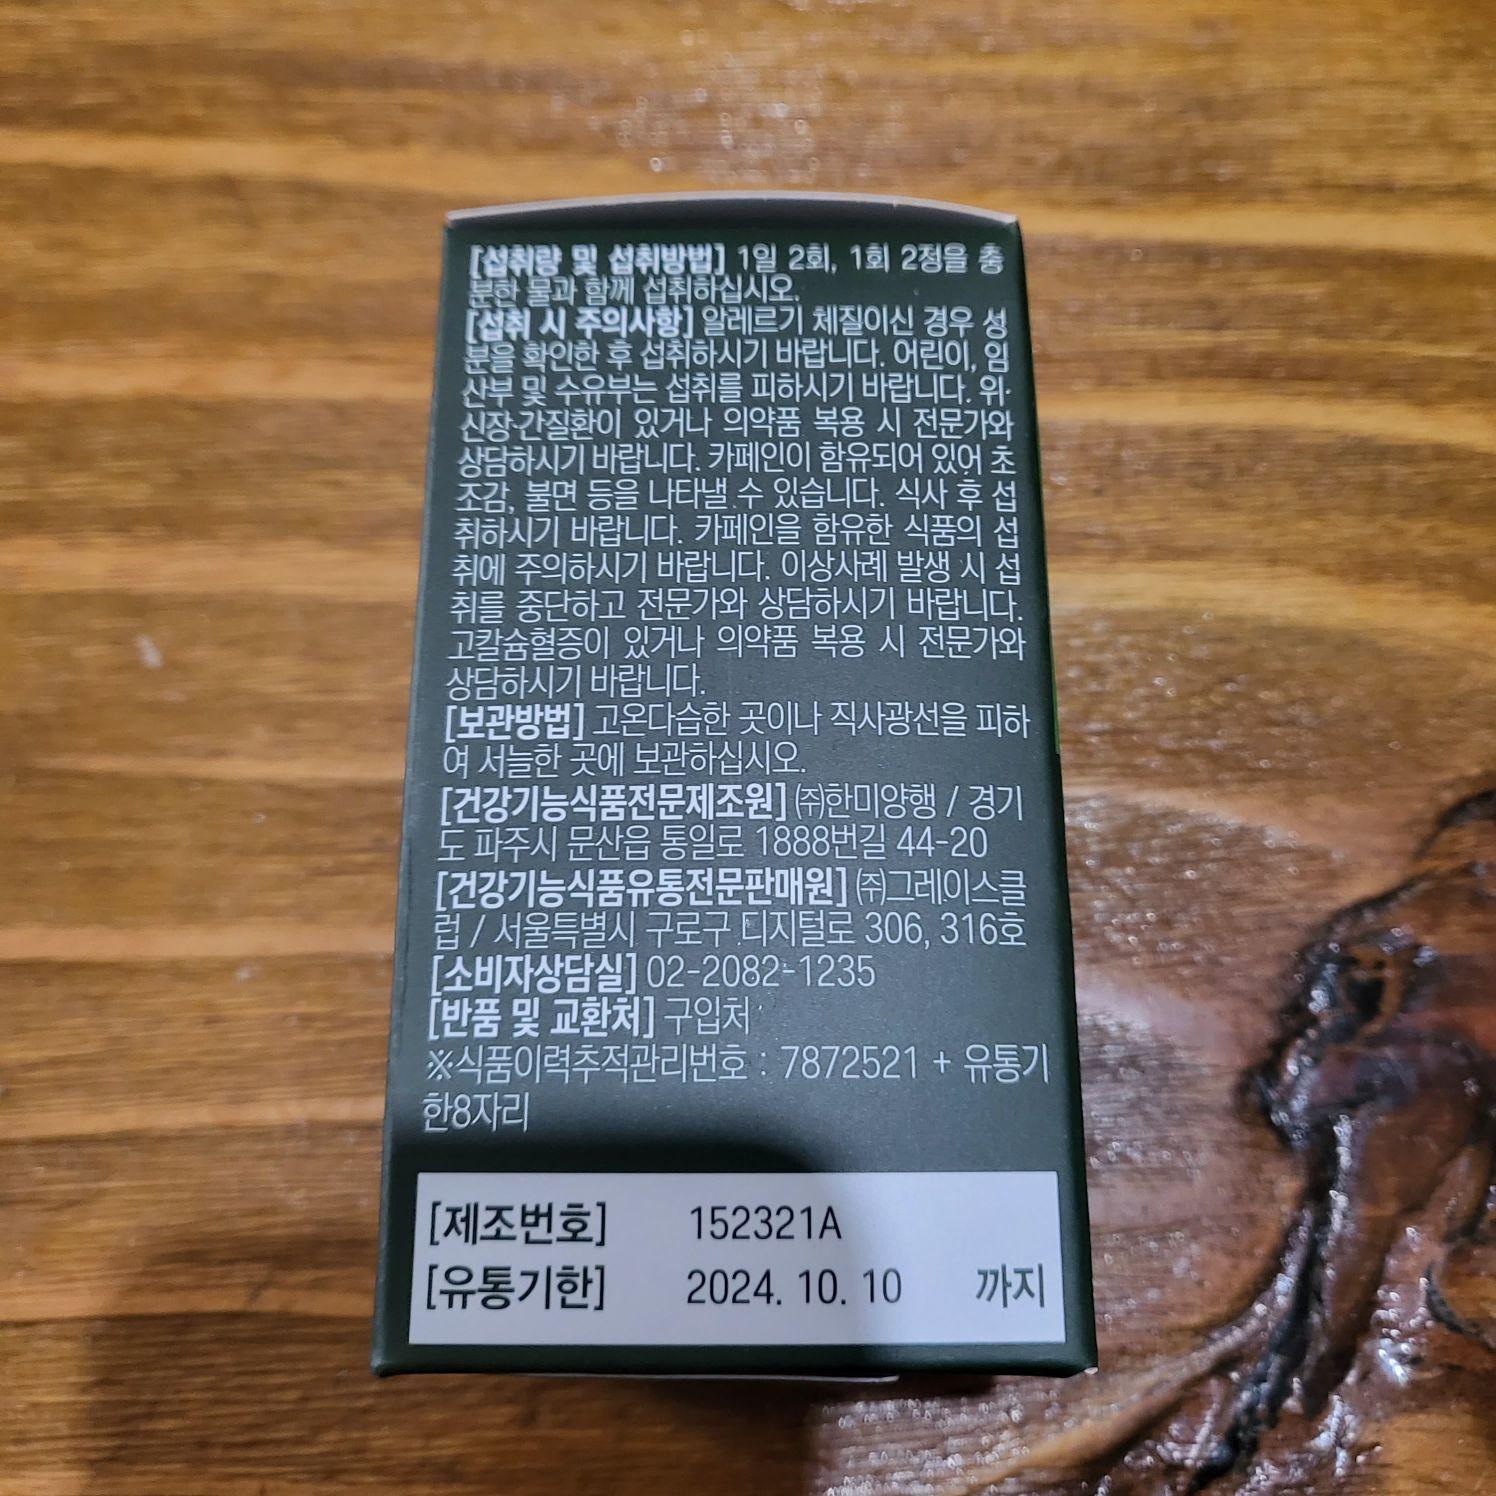 [섭취량 및 섭취방법] 1일 2회, 1회 2정을 충
분한 물과 함께 섭취하십시오.
[섭취 시 주의사항] 알레르기 체질이신 경우 성
분을 확인한 후 섭취하시기 바랍니다. 어린이, 임
산부 및 수유부는 섭취를 피하시기 바랍니다. 위·
신장·간질환이 있거나 의약품 복용 시 전문가와
상담하시기 바랍니다. 카페인이 함유되어 있어 초
조감, 불면 등을 나타낼 수 있습니다. 식사 후 섭
취하시기 바랍니다. 카페인을 함유한 식품의 섭
취에 주의하시기 바랍니다. 이상사례 발생 시 섭
취를 중단하고 전문가와 상담하시기 바랍니다.
고칼슘혈증이 있거나 의약품 복용 시 전문가와
상담하시기 바랍니다.
[보관방법] 고온다습한 곳이나 직사광선을 피하
여 서늘한 곳에 보관하십시오.
[건강기능식품전문제조원] ㈜한미양행 / 경기
도 파주시 문산읍 통일로 1888번길 44-20
[건강기능식품유통전문판매원] ㈜그레이스클
럽 / 서울특별시 구로구 디지털로 306, 316호
[소비자상담실] 02-2082-1235
[반품 및 교환처] 구입처
※식품이력추적관리번호 : 7872521 + 유통기
한8자리
[제조번호] 152321A
[유통기한] 2024. 10. 10 까지